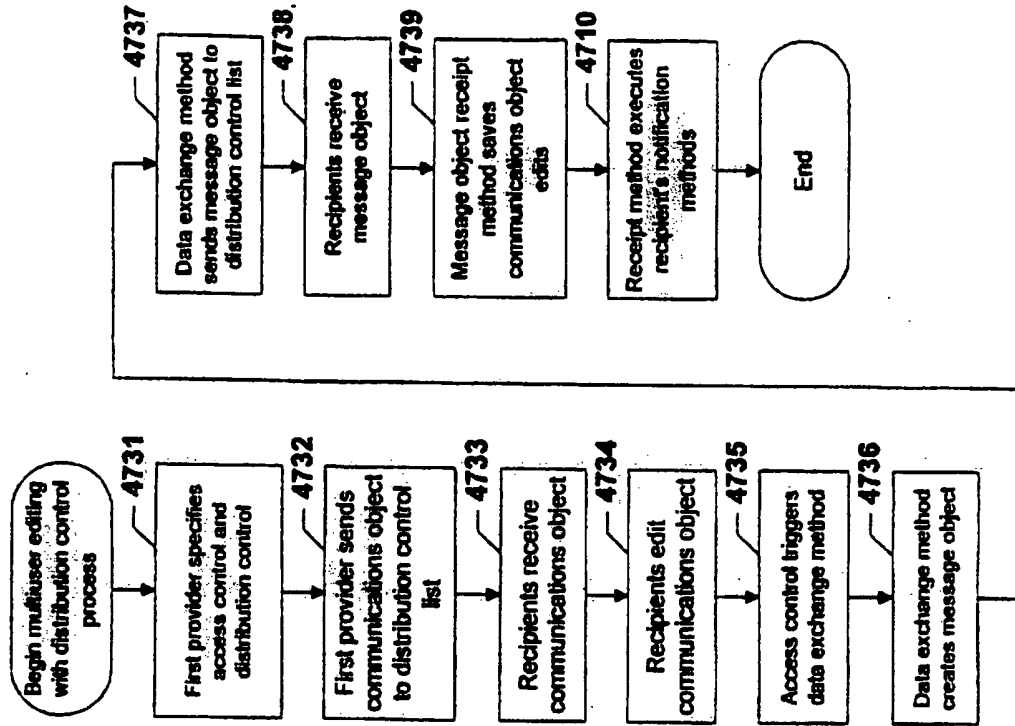 Begin multiuser editing
with distribution control
process
4731
First provider specifies
access control and
distribution control
4732
First provider sends
communications object
to distribution control
list
4733
Recipients receive
communications object
4734
Recipients edit
communications object
4735
Access control triggers
data exchange method
4736
Data exchange method
creates message object
4737
Data exchange method
sends message object to
distribution control list
4738.
Recipients receive
message object
4739
Message object receipt
method saves
communications object
edits
4710
Receipt method executes
recipient's notification
methods
End